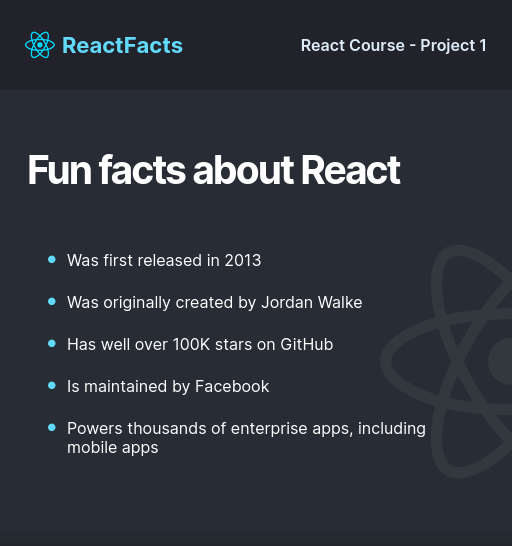 ReactFacts
React Course - Project 1
Fun facts about React
Was first released in 2013
Was originally created by Jordan Walke
Has well over 100K stars on GitHub
Is maintained by Facebook
Powers thousands of enterprise apps, including
mobile apps